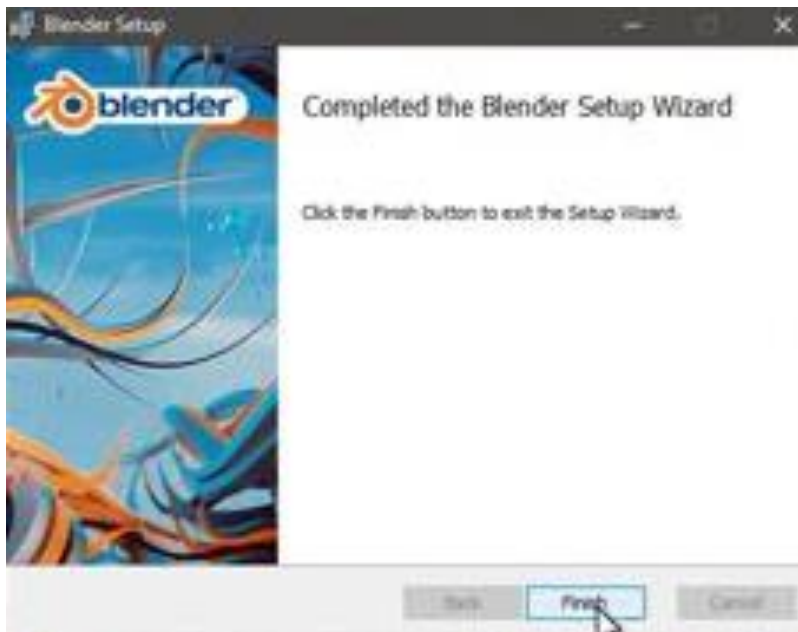 Blender Setup
blender
Completed the Blender Setup Wizard
Click the Finish button to exit the Setup Wizard.
Back
Finish
Cancel